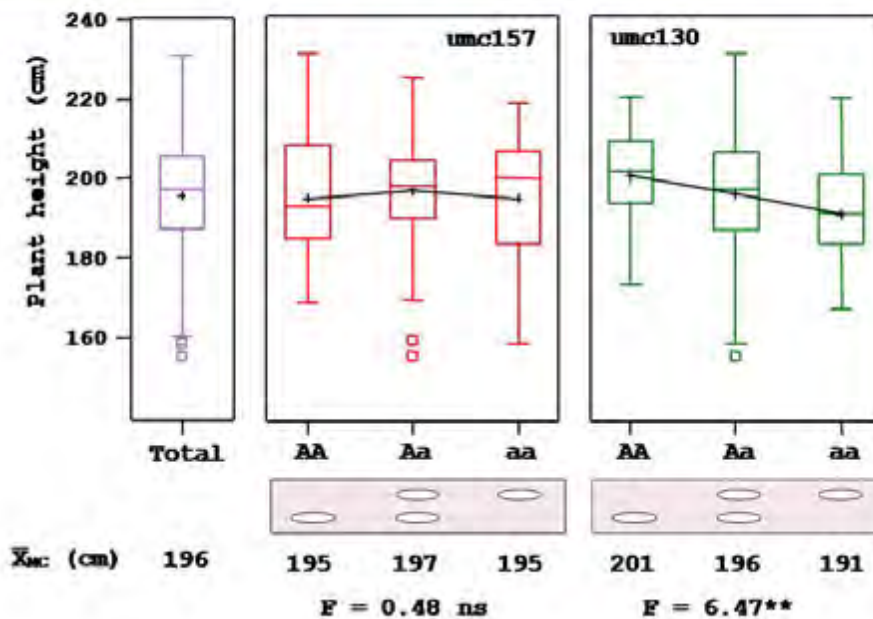 240
220
200
180
160
Plant height (cm)
umc157
umc130
Total
AA Aa aa
AA Aa aa
X̄MC (cm) 196 195 197 195 201 196 191
F = 0.48 ns F = 6.47**